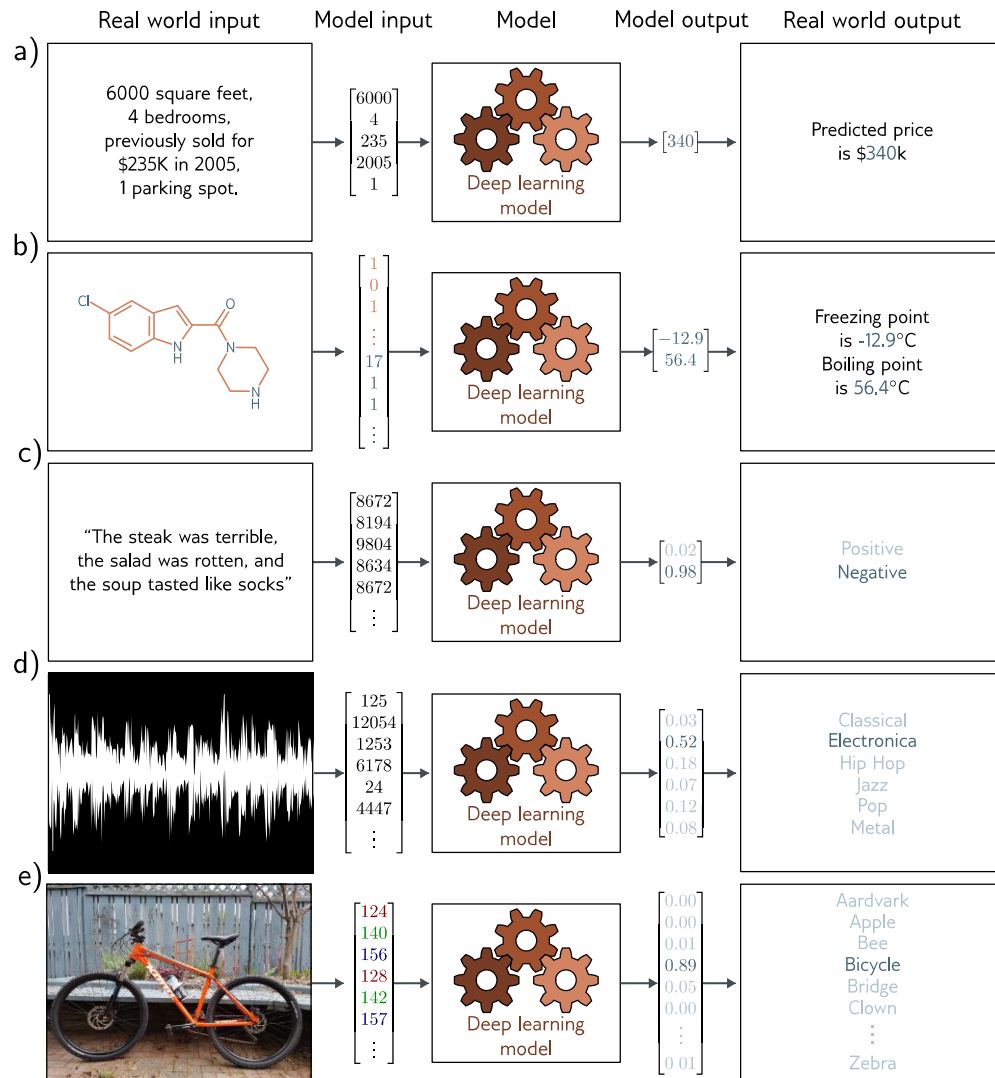 Real world input
Model input
Model
Model output
Real world output
a)
6000 square feet,
4 bedrooms,
previously sold for
$235K in 2005,
1 parking spot.
6000
4
235
2005
1
Deep learning
model
[340]
Predicted price
is $340k
b)
Cl
O
N
H
N
N
H
1
0
1
⋮
17
1
1
⋮
Deep learning
model
−12.9
56.4
Freezing point
is -12.9°C
Boiling point
is 56.4°C
c)
“The steak was terrible,
the salad was rotten, and
the soup tasted like socks”
8672
8194
9804
8634
8672
⋮
Deep learning
model
0.02
0.98
Positive
Negative
d)
125
12054
1253
6178
24
4447
⋮
Deep learning
model
0.03
0.52
0.18
0.07
0.12
0.08
Classical
Electronica
Hip Hop
Jazz
Pop
Metal
e)
124
140
156
128
142
157
⋮
Deep learning
model
0.00
0.00
0.01
0.89
0.05
0.00
⋮
0.01
Aardvark
Apple
Bee
Bicycle
Bridge
Clown
⋮
Zebra